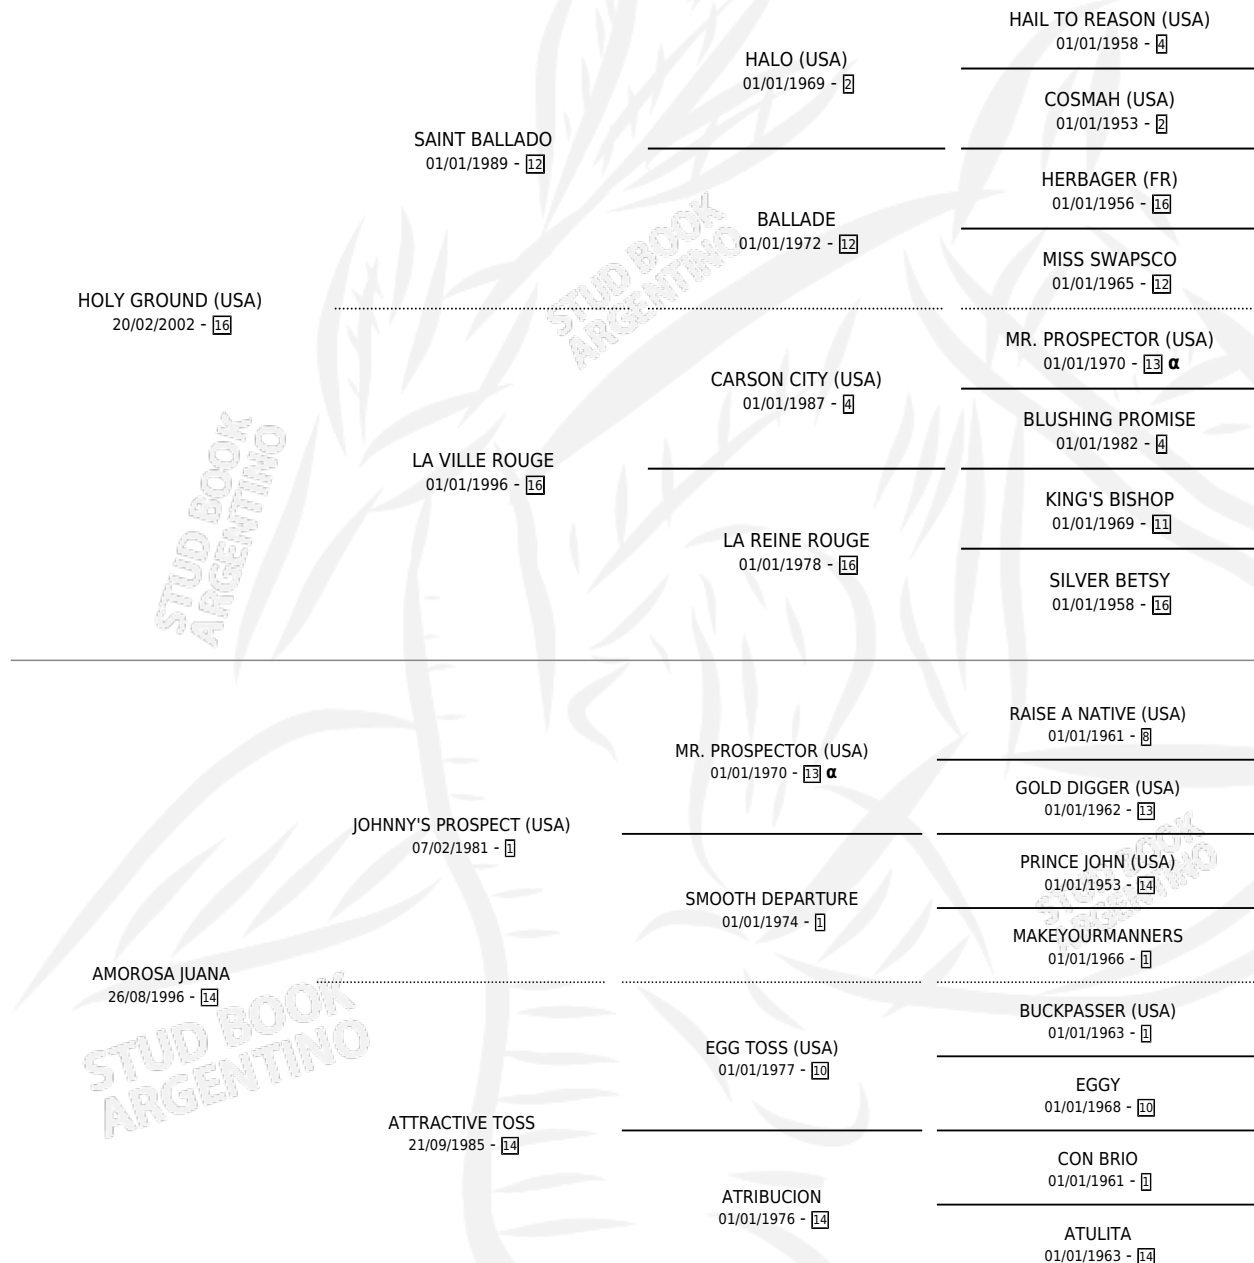 HAIL TO REASON (USA)
01/01/1958 - 4
HALO (USA)
01/01/1969 - 2
COSMAH (USA)
01/01/1953 - 2
SAINT BALLADO
01/01/1989 - 12
HERBAGER (FR)
01/01/1956 - 16
BALLADE
01/01/1972 - 12
MISS SWAPSCO
01/01/1965 - 12
HOLY GROUND (USA)
20/02/2002 - 16
MR. PROSPECTOR (USA)
01/01/1970 - 13 α
CARSON CITY (USA)
01/01/1987 - 4
BLUSHING PROMISE
01/01/1982 - 4
LA VILLE ROUGE
01/01/1996 - 16
KING'S BISHOP
01/01/1969 - 11
LA REINE ROUGE
01/01/1978 - 16
SILVER BETSY
01/01/1958 - 16
RAISE A NATIVE (USA)
01/01/1961 - 8
MR. PROSPECTOR (USA)
01/01/1970 - 13 α
GOLD DIGGER (USA)
01/01/1962 - 13
JOHNNY'S PROSPECT (USA)
07/02/1981 - 1
PRINCE JOHN (USA)
01/01/1953 - 14
SMOOTH DEPARTURE
01/01/1974 - 1
MAKEYOURMANNERS
01/01/1966 - 1
AMOROSA JUANA
26/08/1996 - 14
BUCKPASSER (USA)
01/01/1963 - 1
EGG TOSS (USA)
01/01/1977 - 10
EGGY
01/01/1968 - 10
ATTRACTIVE TOSS
21/09/1985 - 14
CON BRIO
01/01/1961 - 1
ATRIBUCION
01/01/1976 - 14
ATULITA
01/01/1963 - 14
STUD BOOK
ARGENTINO
STUD BOOK
ARGENTINO
STUD BOOK
ARGENTINO
STUD BOOK
ARGENTINO